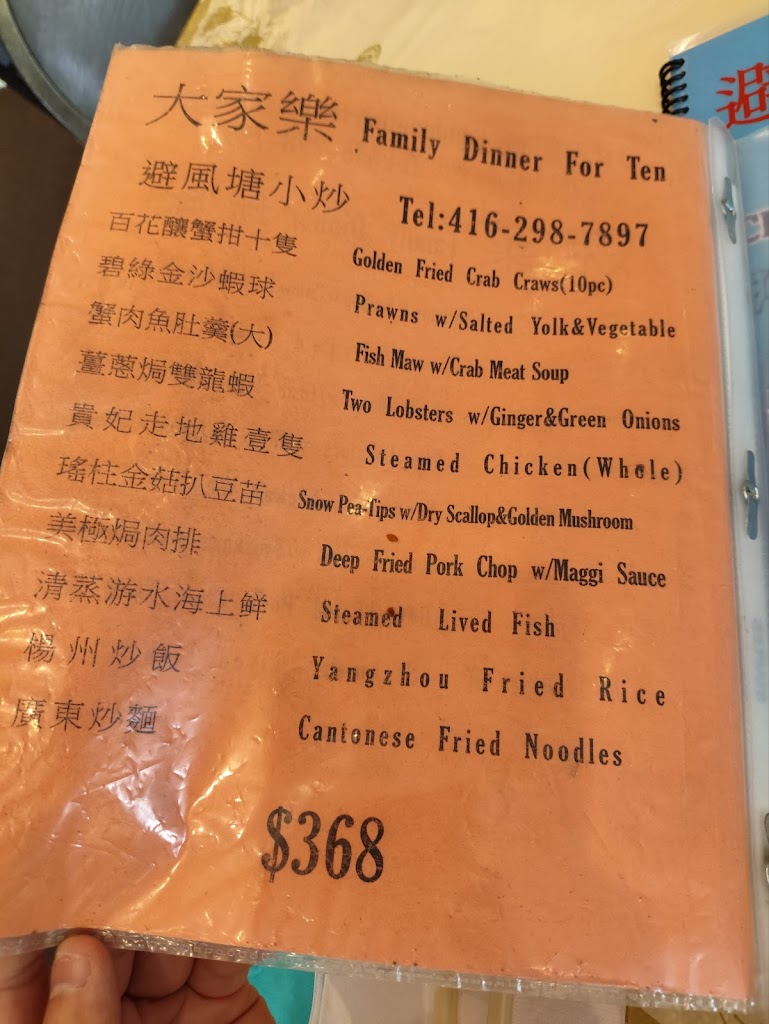 大家樂 Family Dinner For Ten
避風塘小炒 Tel:416-298-7897
百花釀蟹拑十隻 Golden Fried Crab Craws(10pc)
碧綠金沙蝦球 Prawns w/Salted Yolk&Vegetable
蟹肉魚肚羹(大) Fish Maw w/Crab Meat Soup
薑蔥焗雙龍蝦 Two Lobsters w/Ginger&Green Onions
貴妃走地雞壹隻 Steamed Chicken(Whole)
瑤柱金菇扒豆苗 Snow Pea-Tips w/Dry Scallop&Golden Mushroom
美極焗肉排 Deep Fried Pork Chop w/Maggi Sauce
清蒸游水海上鮮 Steamed Lived Fish
楊州炒飯 Yangzhou Fried Rice
廣東炒麵 Cantonese Fried Noodles
$368
避